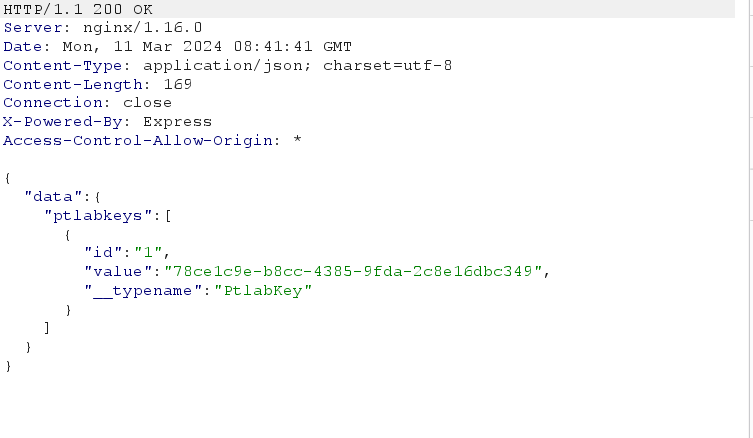 HTTP/1.1 200 OK
Server: nginx/1.16.0
Date: Mon, 11 Mar 2024 08:41:41 GMT
Content-Type: application/json; charset=utf-8
Content-Length: 169
Connection: close
X-Powered-By: Express
Access-Control-Allow-Origin: *

{
  "data":{
    "ptlabkeys":[
      {
        "id":"1",
        "value":"78ce1c9e-b8cc-4385-9fda-2c8e16dbc349",
        "__typename":"PtlabKey"
      }
    ]
  }
}